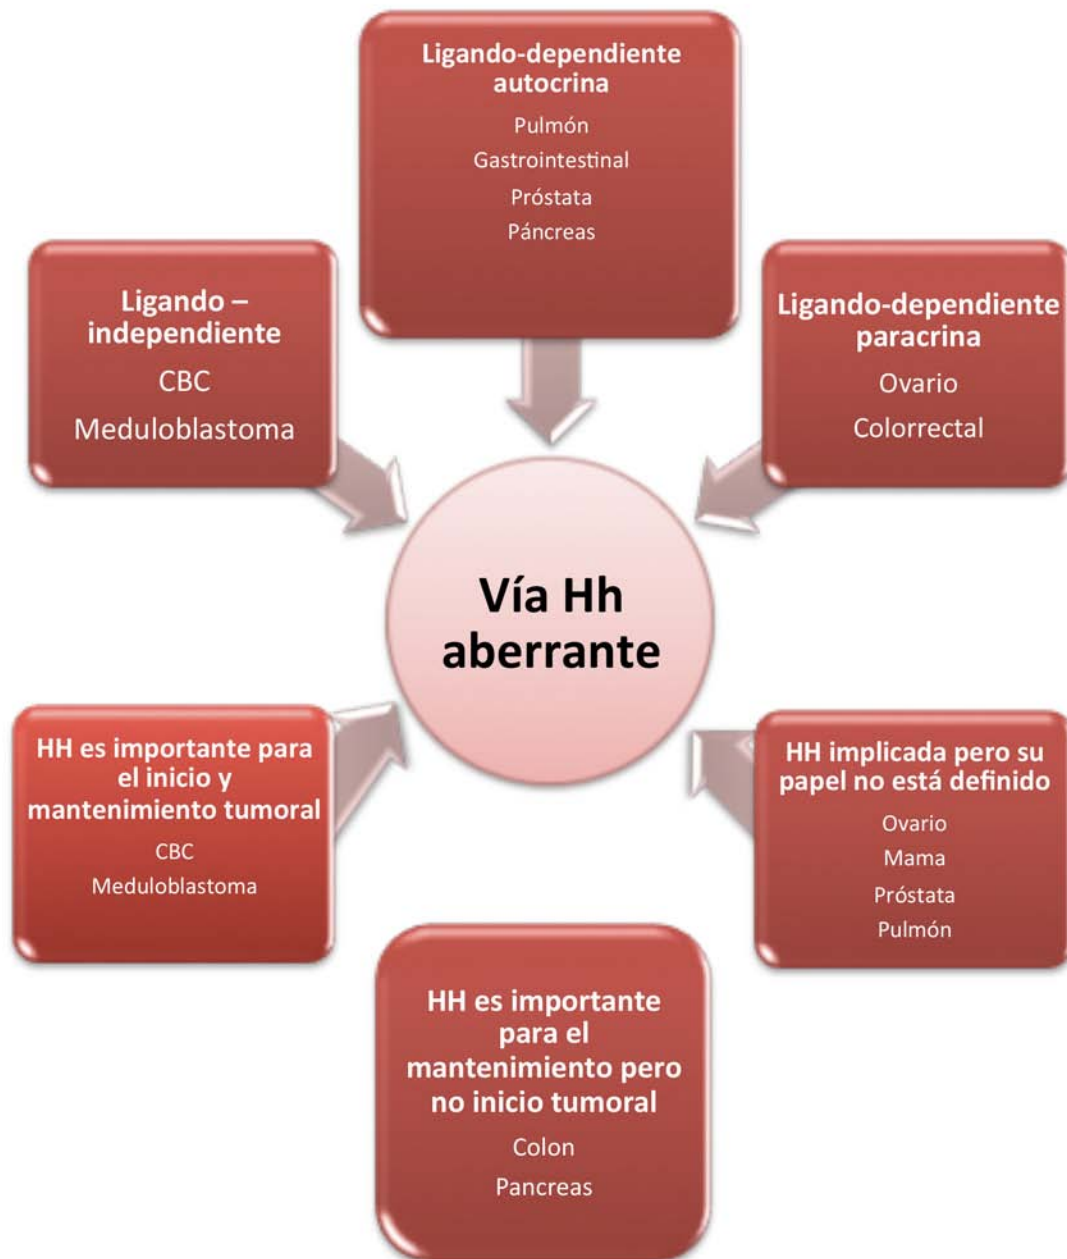 Ligando-dependiente
autocrina
Pulmón
Gastrointestinal
Próstata
Páncreas
Ligando –
independiente
CBC
Meduloblastoma
Ligando-dependiente
paracrina
Ovario
Colorrectal
Vía Hh
aberrante
HH es importante para
el inicio y
mantenimiento tumoral
CBC
Meduloblastoma
HH implicada pero su
papel no está definido
Ovario
Mama
Próstata
Pulmón
HH es importante
para el
mantenimiento pero
no inicio tumoral
Colon
Pancreas